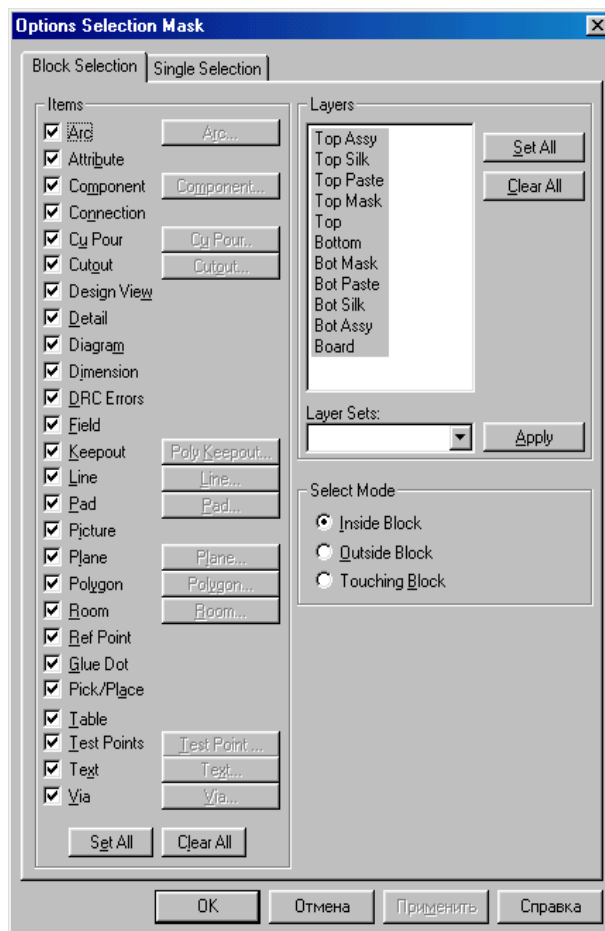 Options Selection Mask
Block Selection
Single Selection
Items
Arc
Arc...
Attribute
Component
Component...
Connection
Cu Pour
Cu Pour..
Cutout
Cutout...
Design View
Detail
Diagram
Dimension
DRC Errors
Field
Keepout
Poly Keepout...
Line
Line...
Pad
Pad...
Picture
Plane
Plane...
Polygon
Polygon...
Room
Room...
Ref Point
Glue Dot
Pick/Place
Table
Test Points
Test Point ...
Text
Text...
Via
Via...
Set All
Clear All
Layers
Top Assy
Top Silk
Top Paste
Top Mask
Top
Bottom
Bot Mask
Bot Paste
Bot Silk
Bot Assy
Board
Set All
Clear All
Layer Sets:
Apply
Select Mode
Inside Block
Outside Block
Touching Block
OK
Отмена
Применить
Справка